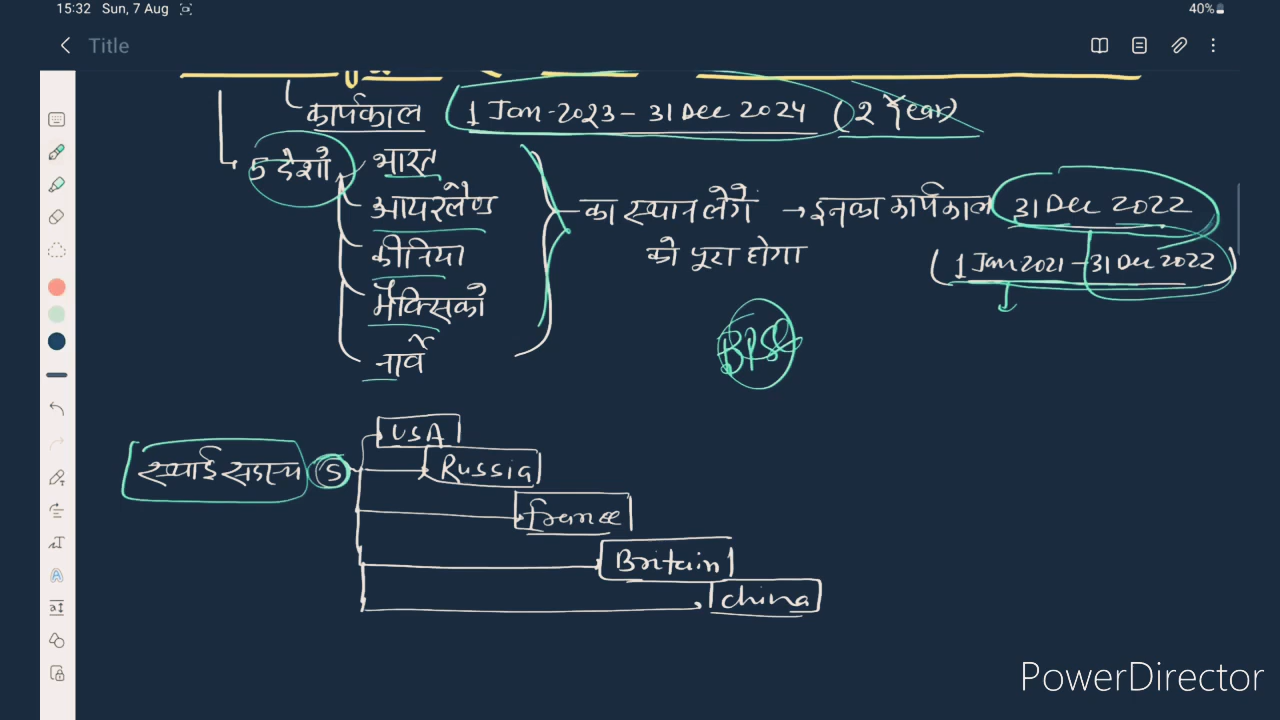 15:32 Sun, 7 Aug
40%
Title
कार्यकाल 1 Jan-2023 - 31 Dec 2024 (2 Year)
5 देशों भारत
आयरलैण्ड का स्थान लेगें → इनका कार्यकाल 31 Dec 2022
कीनिया को पूरा होगा (1 Jan 2021 - 31 Dec 2022)
मैक्सिको
नार्वे
BPSC
USA
स्थाई सदस्य 5 Russia
france
Britain
china
PowerDirector